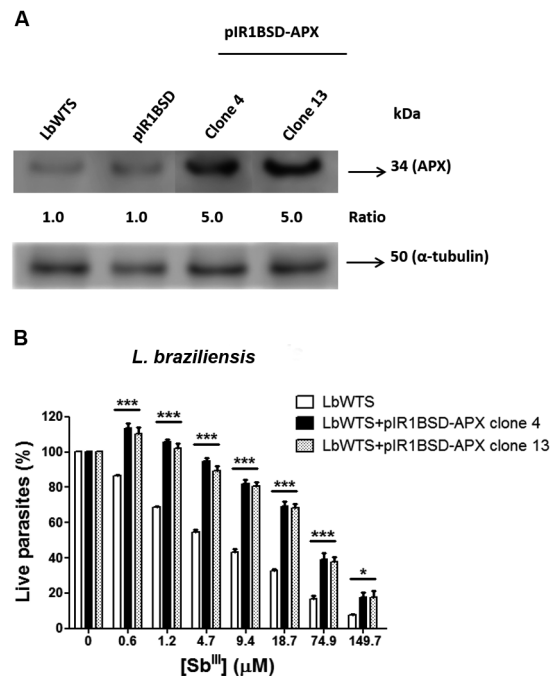 A
pIR1BSD-APX
LbWTS
pIR1BSD
Clone 4
Clone 13
kDa
34 (APX)
1.0 1.0 5.0 5.0 Ratio
50 (α-tubulin)
B
L. braziliensis
LbWTS
LbWTS+pIR1BSD-APX clone 4
LbWTS+pIR1BSD-APX clone 13
Live parasites (%)
120
100
80
60
40
20
0
*** *** *** *** *** *** *
0 0.6 1.2 4.7 9.4 18.7 74.9 149.7
[Sb^III] (μM)